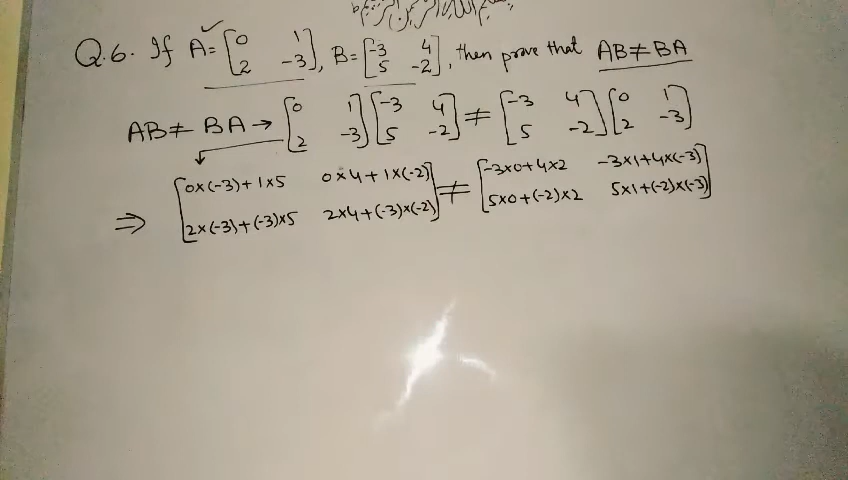 Q.6. If A=[0 1 2 -3], B=[-3 4 5 -2], then prove that AB≠BA
AB≠ BA→[0 1 2 -3][-3 4 5 -2]≠[-3 4 5 -2][0 1 2 -3]
⇒ [0×(-3)+1×5 0×4+1×(-2)]≠[-3×0+4×2 -3×1+4×(-3)]
[2×(-3)+(-3)×5 2×4+(-3)×(-2)] [5×0+(-2)×2 5×1+(-2)×(-3)]